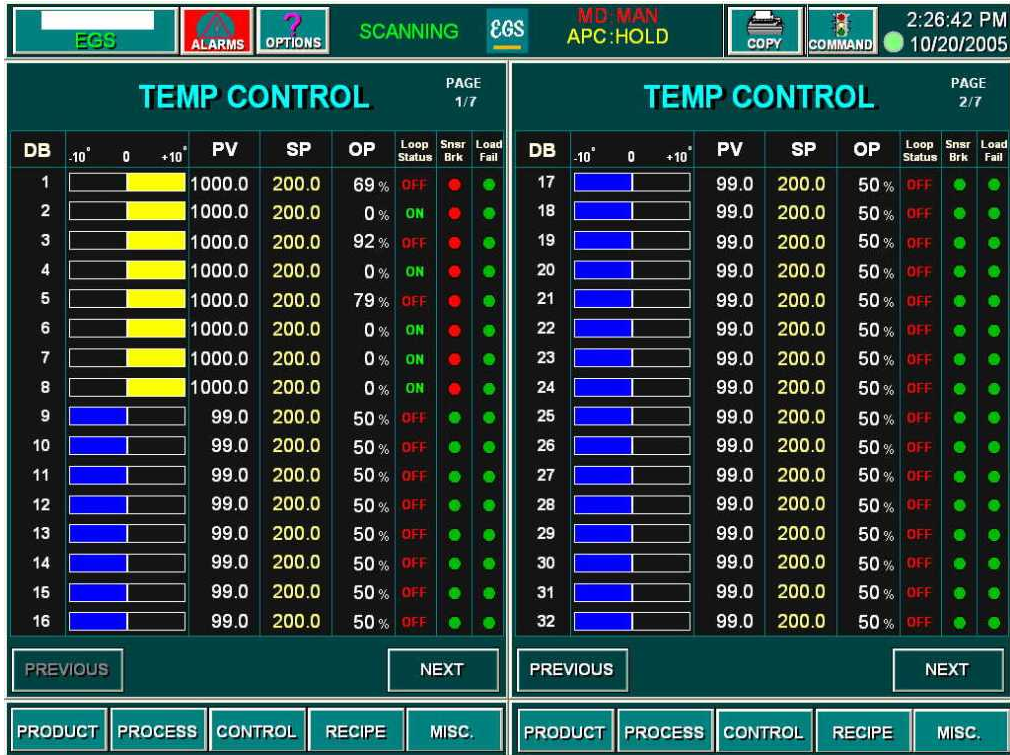 EGS
ALARMS
OPTIONS
SCANNING
EGS
MD:MAN
APC:HOLD
COPY
COMMAND
2:26:42 PM
10/20/2005
TEMP CONTROL
PAGE
1/7
DB -10° 0 +10° PV SP OP Loop Status Snsr Brk Load Fail
1 1000.0 200.0 69 % OFF
2 1000.0 200.0 0 % ON
3 1000.0 200.0 92 % OFF
4 1000.0 200.0 0 % ON
5 1000.0 200.0 79 % OFF
6 1000.0 200.0 0 % ON
7 1000.0 200.0 0 % ON
8 1000.0 200.0 0 % ON
9 99.0 200.0 50 % OFF
10 99.0 200.0 50 % OFF
11 99.0 200.0 50 % OFF
12 99.0 200.0 50 % OFF
13 99.0 200.0 50 % OFF
14 99.0 200.0 50 % OFF
15 99.0 200.0 50 % OFF
16 99.0 200.0 50 % OFF
PREVIOUS NEXT
PRODUCT PROCESS CONTROL RECIPE MISC.
TEMP CONTROL
PAGE
2/7
DB -10° 0 +10° PV SP OP Loop Status Snsr Brk Load Fail
17 99.0 200.0 50 % OFF
18 99.0 200.0 50 % OFF
19 99.0 200.0 50 % OFF
20 99.0 200.0 50 % OFF
21 99.0 200.0 50 % OFF
22 99.0 200.0 50 % OFF
23 99.0 200.0 50 % OFF
24 99.0 200.0 50 % OFF
25 99.0 200.0 50 % OFF
26 99.0 200.0 50 % OFF
27 99.0 200.0 50 % OFF
28 99.0 200.0 50 % OFF
29 99.0 200.0 50 % OFF
30 99.0 200.0 50 % OFF
31 99.0 200.0 50 % OFF
32 99.0 200.0 50 % OFF
PREVIOUS NEXT
PRODUCT PROCESS CONTROL RECIPE MISC.